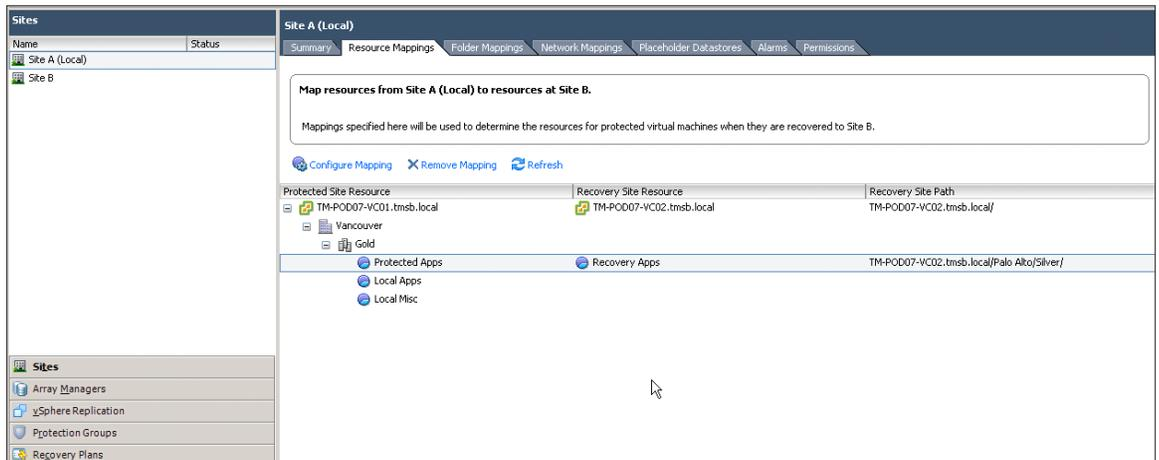 Sites
Name Status
Site A (Local)
Site B
Sites
Array Managers
vSphere Replication
Protection Groups
Recovery Plans
Site A (Local)
Summary Resource Mappings Folder Mappings Network Mappings Placeholder Datastores Alarms Permissions
Map resources from Site A (Local) to resources at Site B.
Mappings specified here will be used to determine the resources for protected virtual machines when they are recovered to Site B.
Configure Mapping Remove Mapping Refresh
Protected Site Resource Recovery Site Resource Recovery Site Path
TM-POD07-VC01.tmsb.local TM-POD07-VC02.tmsb.local TM-POD07-VC02.tmsb.local/
Vancouver
Gold
Protected Apps Recovery Apps TM-POD07-VC02.tmsb.local/Palo Alto/Silver/
Local Apps
Local Misc